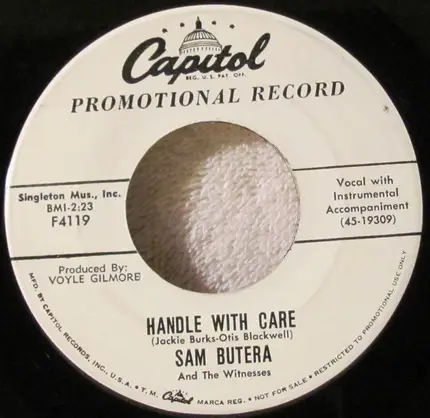 Capitol
REG. U.S. PAT. OFF.
PROMOTIONAL RECORD
Singleton Mus., Inc.
BMI-2:23
F4119
Vocal with
Instrumental
Accompaniment
(45-19309)
Produced By:
VOYLE GILMORE
HANDLE WITH CARE
(Jackie Burks-Otis Blackwell)
SAM BUTERA
And The Witnesses
MFD. BY CAPITOL RECORDS, INC., U.S.A. • T.M. Capitol MARCA REG. • NOT FOR SALE • RESTRICTED TO PROMOTIONAL USE ONLY